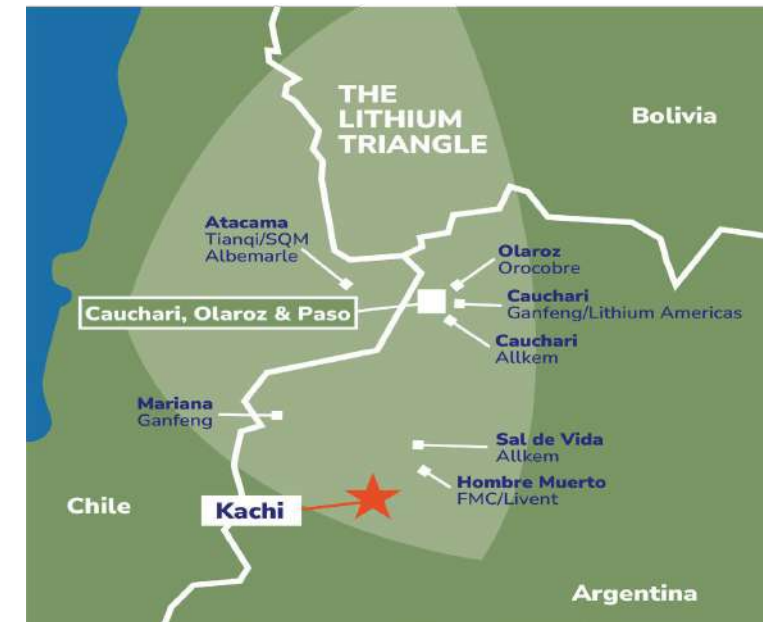 THE
LITHIUM
TRIANGLE
Bolivia
Atacama
Tianqi/SQM
Albemarle
Olaroz
Orocobre
Cauchari, Olaroz & Paso
Cauchari
Ganfeng/Lithium Americas
Cauchari
Allkem
Mariana
Ganfeng
Sal de Vida
Allkem
Hombre Muerto
FMC/Livent
Chile
Kachi
Argentina